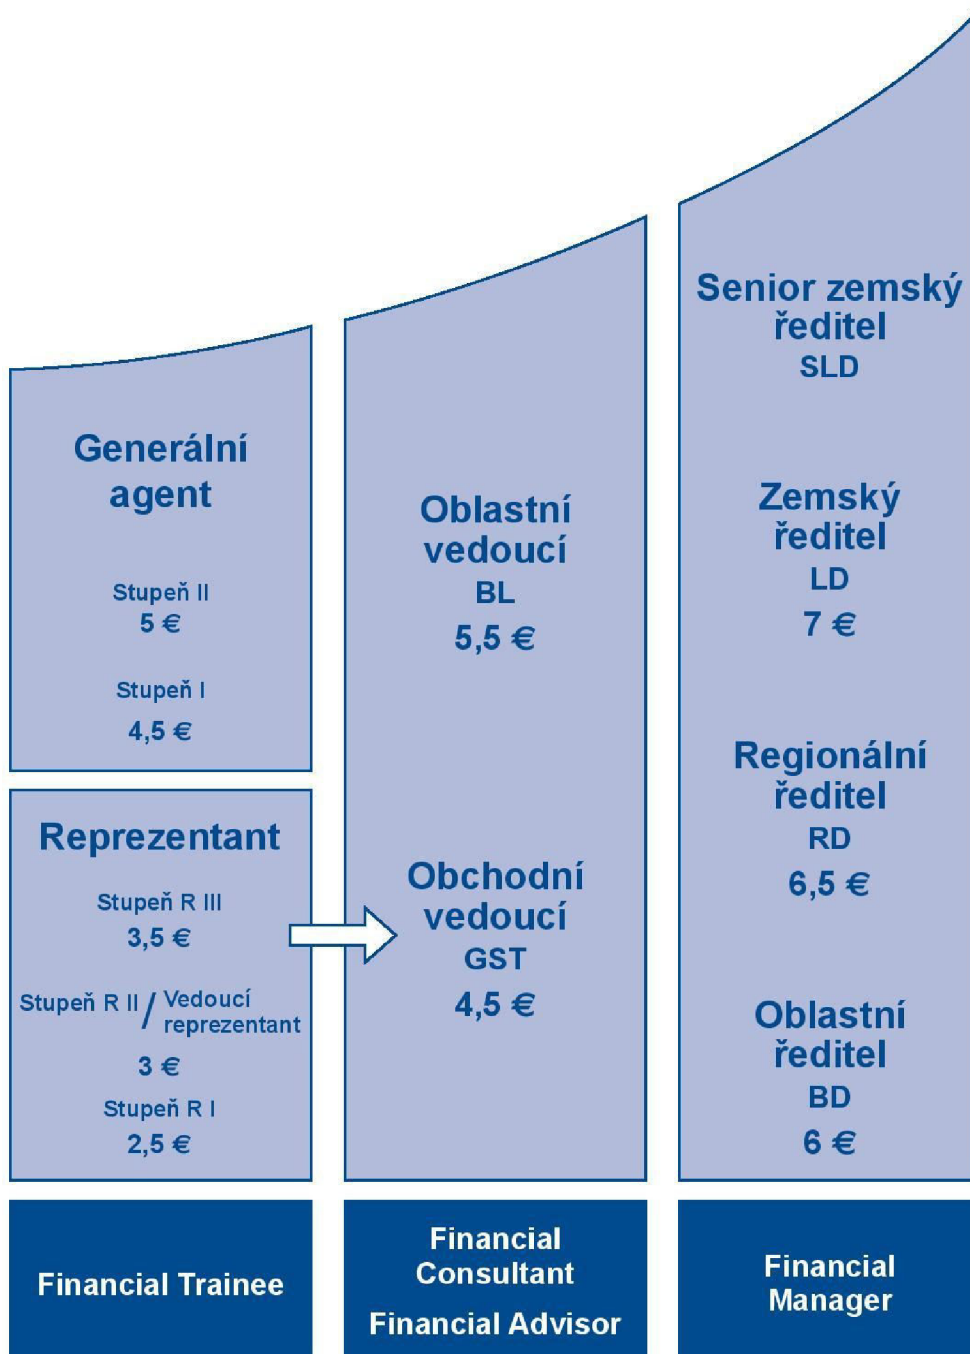 Generální
agent
Stupeň II
5 €
Stupeň I
4,5 €
Reprezentant
Stupeň R III
3,5 €
Stupeň R II / Vedoucí
reprezentant
3 €
Stupeň R I
2,5 €
Financial Trainee
Oblastní
vedoucí
BL
5,5 €
Obchodní
vedoucí
GST
4,5 €
Financial
Consultant
Financial Advisor
Senior zemský
ředitel
SLD
Zemský
ředitel
LD
7 €
Regionální
ředitel
RD
6,5 €
Oblastní
ředitel
BD
6 €
Financial
Manager